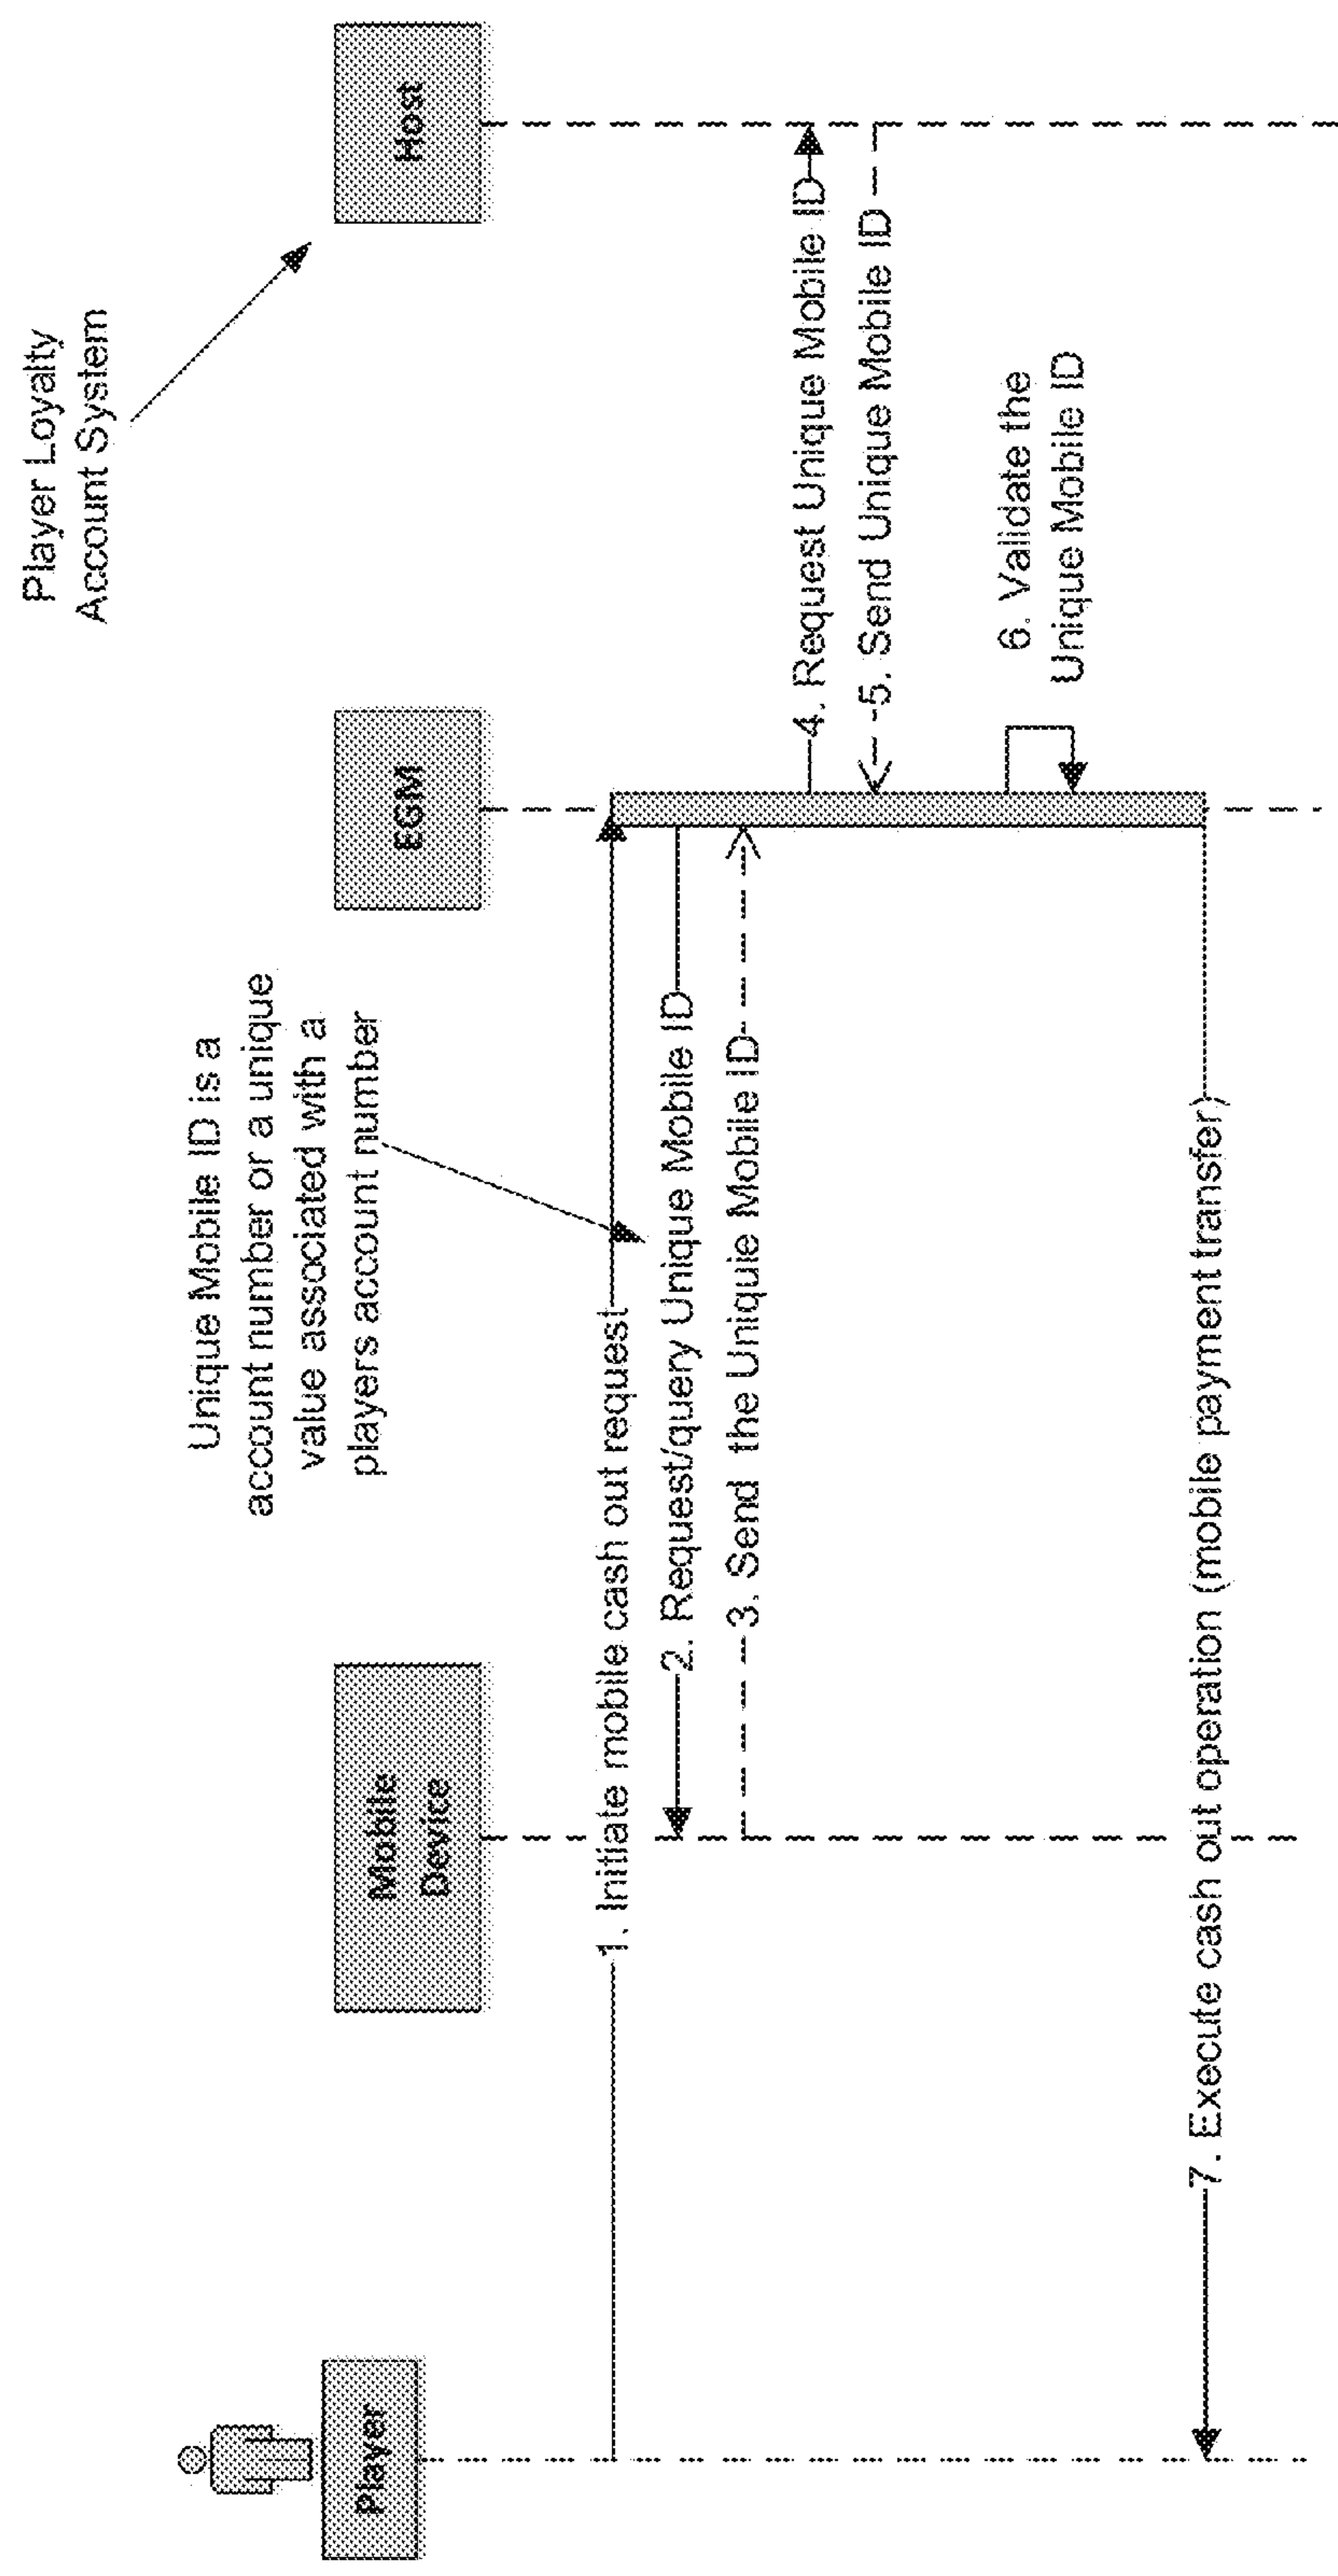 Player Loyalty
Account System
Unique Mobile ID is a
account number or a unique
value associated with a
players account number
Player
Mobile
Device
EGM
Host
1. Initiate mobile cash out request
2. Request/query Unique Mobile ID
3. Send the Uniquie Mobile ID
4. Request Unique Mobile ID
5. Send Unique Mobile ID
6. Validate the
Unique Mobile ID
7. Execute cash out operation (mobile payment transfer)